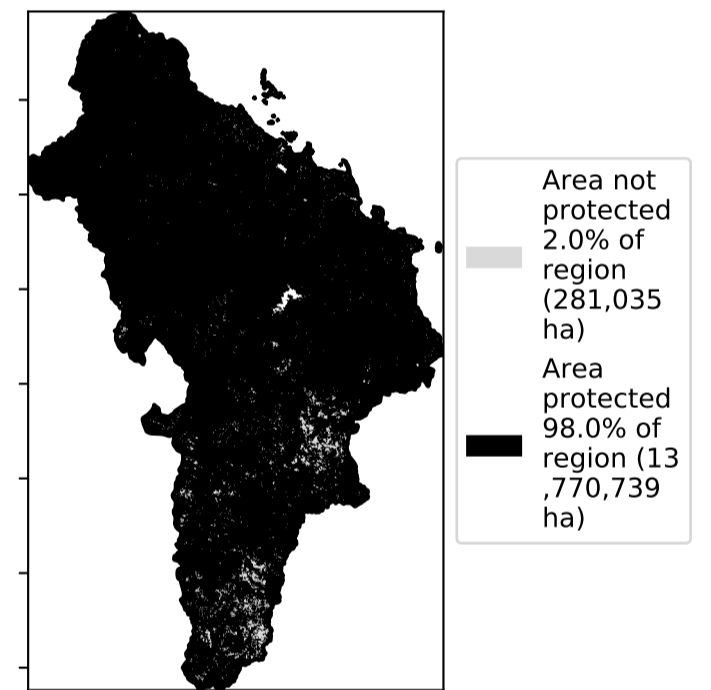 Area not
protected
2.0% of
region
(281,035
ha)
Area
protected
98.0% of
region (13
,770,739
ha)